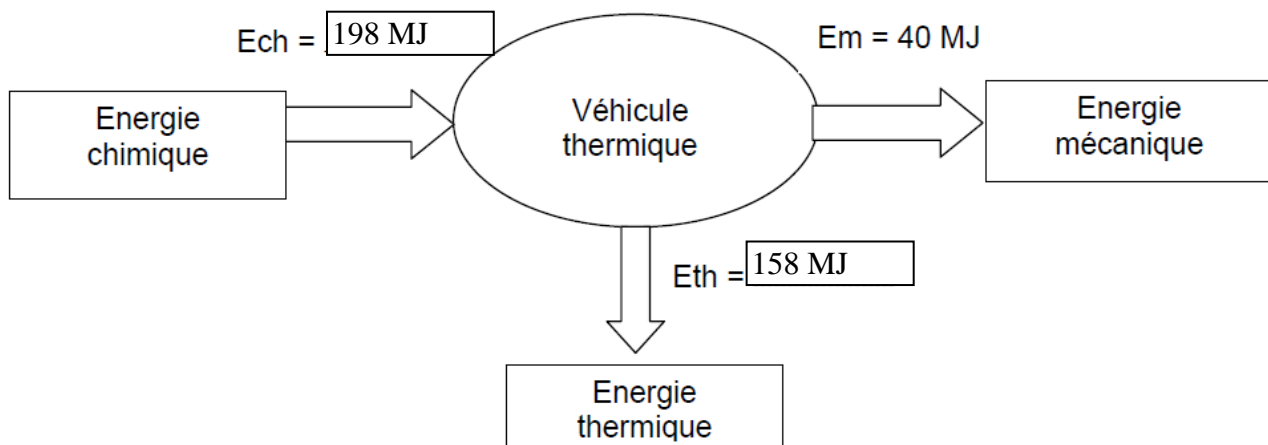 Ech = 198 MJ
Em = 40 MJ
Energie
chimique
Véhicule
thermique
Energie
mécanique
Eth = 158 MJ
Energie
thermique